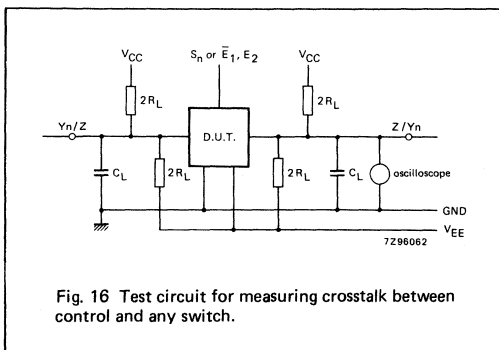 V_CC
S_n or Ē_1, E_2
V_CC
2R_L
2R_L
Yn/Z
D.U.T.
Z/Yn
C_L
2R_L
2R_L
C_L
oscilloscope
GND
V_EE
7Z96062
Fig. 16 Test circuit for measuring crosstalk between
control and any switch.